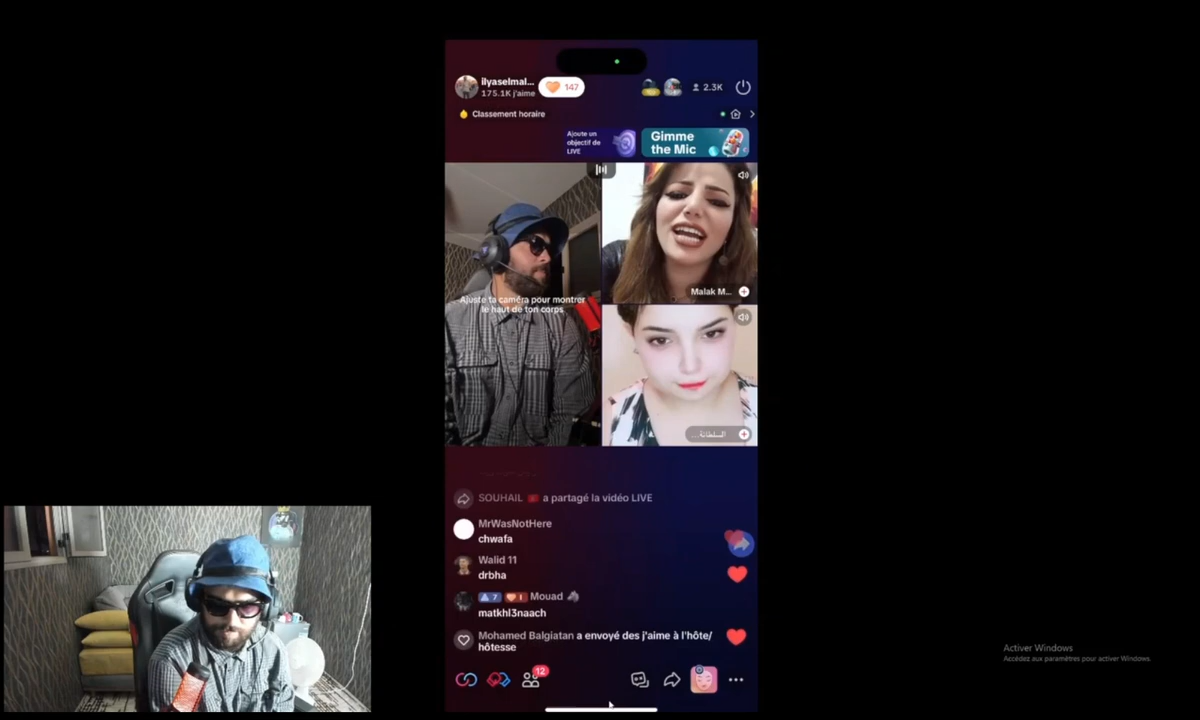 ilyaselmal...
175.1K j'aime
147
2.3K
Classement horaire
Ajoute un
objectif de
LIVE
Gimme
the Mic
Ajuste ta caméra pour montrer
le haut de ton corps
Malak M...
السلطانة...
SOUHAIL a partagé la vidéo LIVE
MrWasNotHere
chwafa
Walid 11
drbha
7 1 Mouad
matkhl3naach
Mohamed Balgiatan a envoyé des j'aime à l'hôte/
hôtesse
12
Activer Windows
Accédez aux paramètres pour activer Windows.